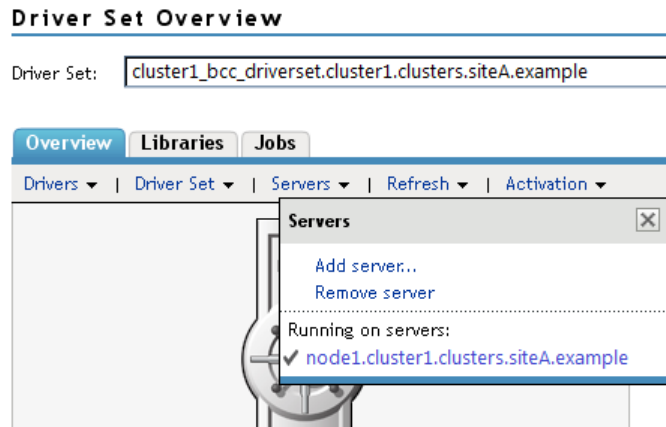 Driver Set Overview
Driver Set: cluster1_bcc_driverset.cluster1.clusters.siteA.example
Overview Libraries Jobs
Drivers | Driver Set | Servers | Refresh | Activation
Servers
Add server...
Remove server
Running on servers:
node1.cluster1.clusters.siteA.example